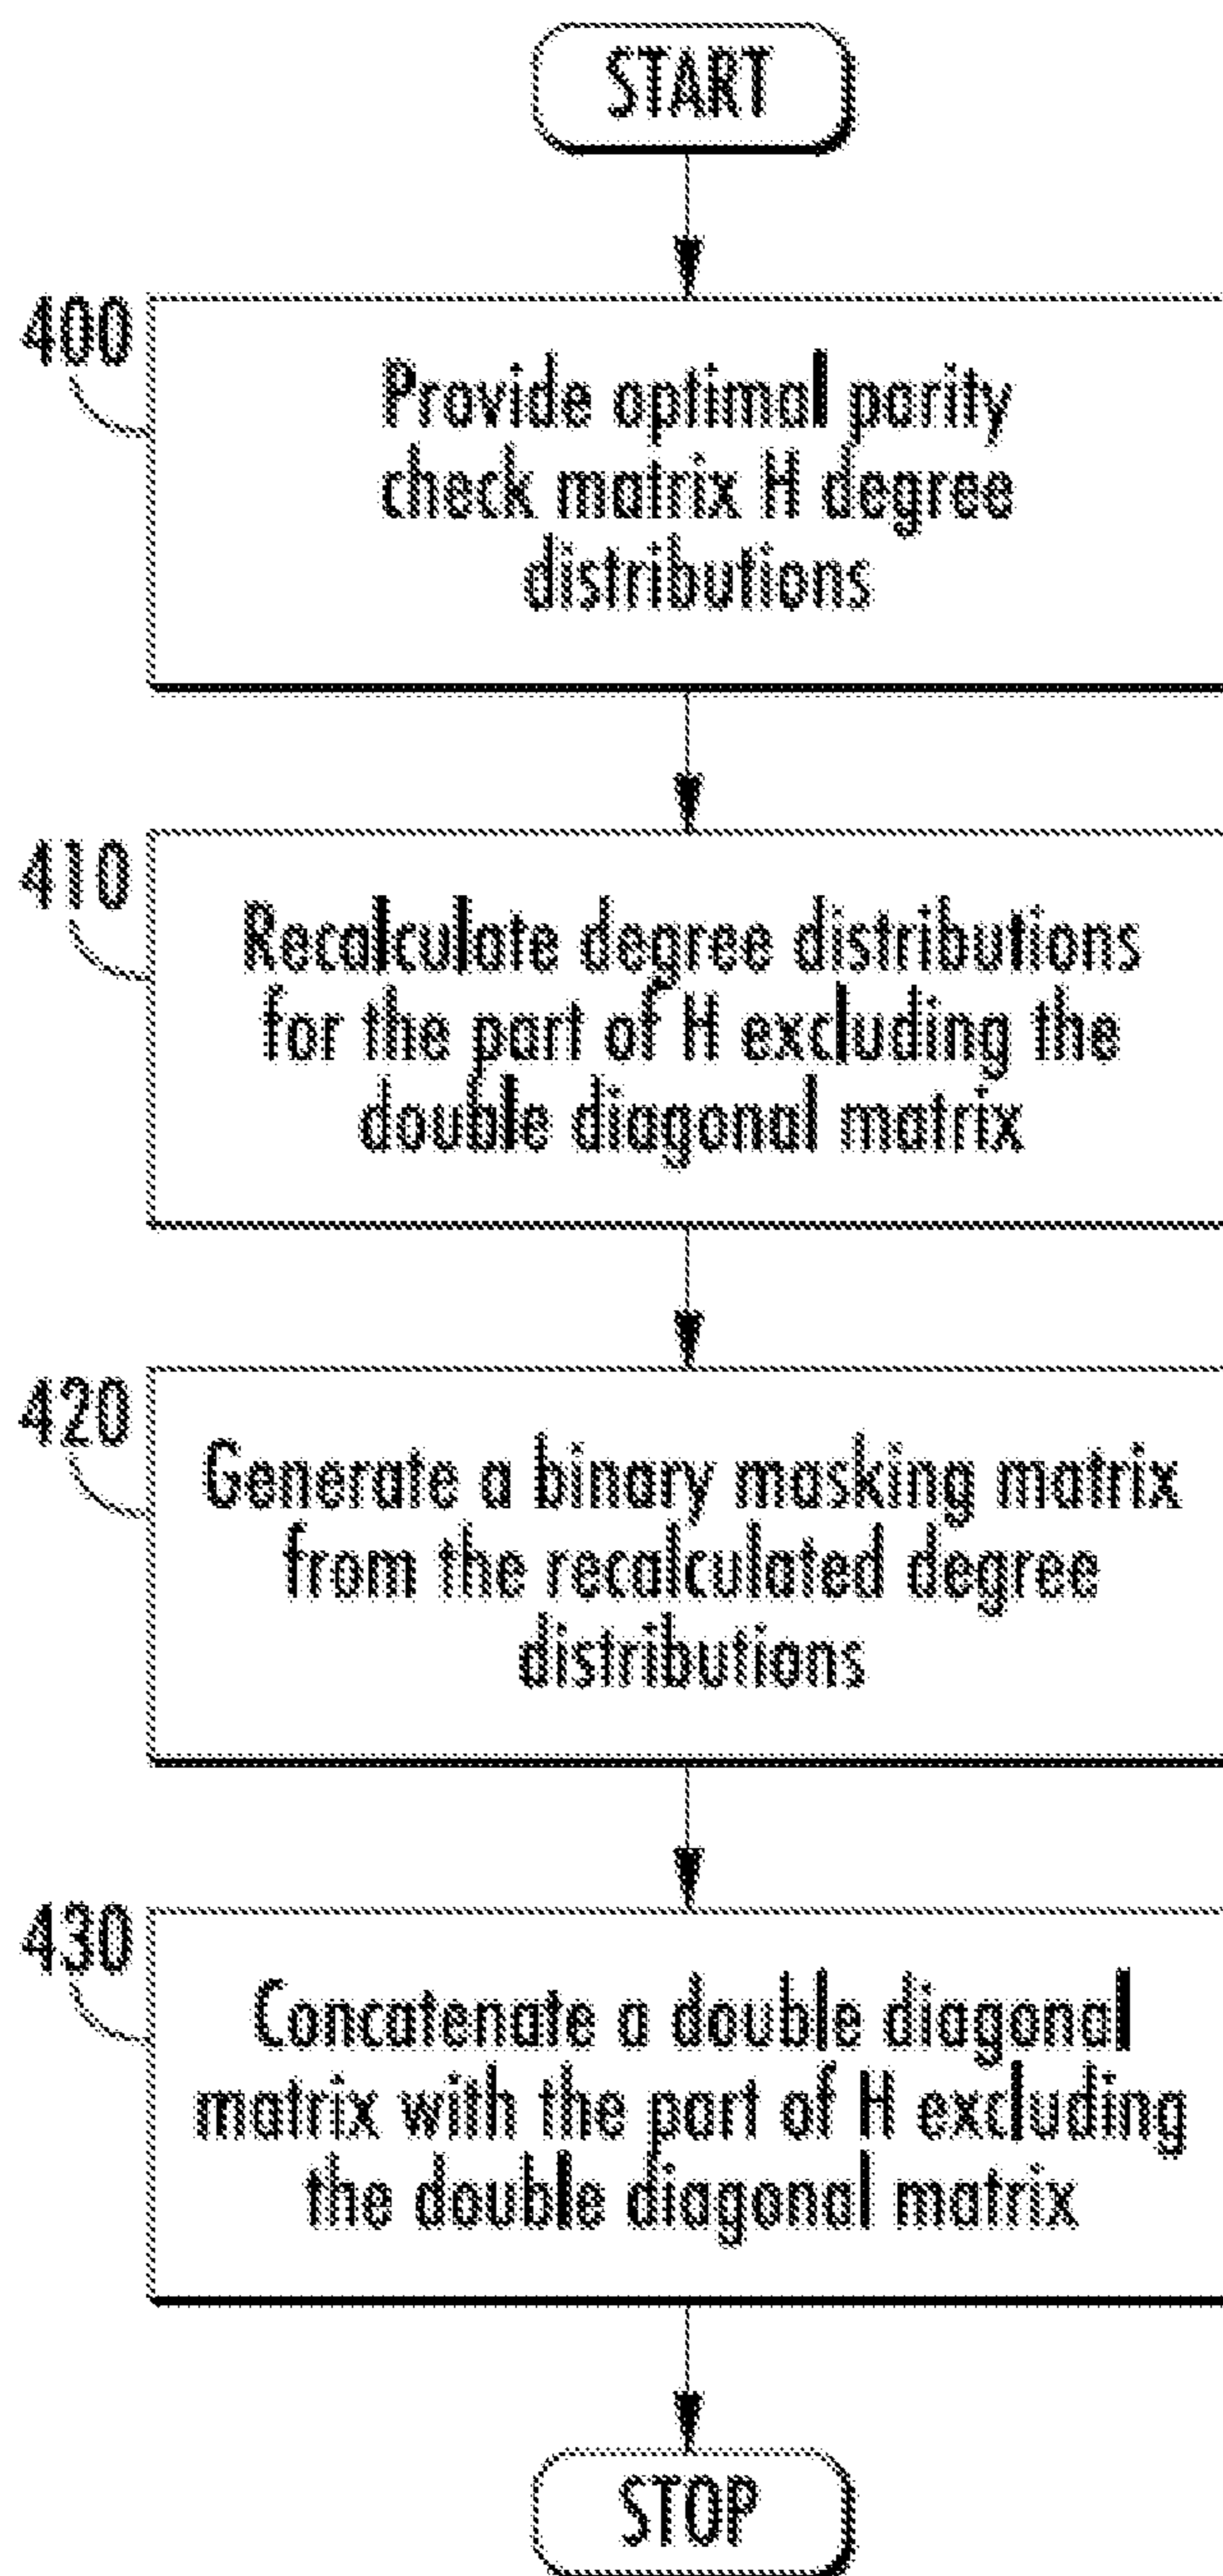 START
400
Provide optimal parity
check matrix H degree
distributions
410
Recalculate degree distributions
for the part of H excluding the
double diagonal matrix
420
Generate a binary masking matrix
from the recalculated degree
distributions
430
Concatenate a double diagonal
matrix with the part of H excluding
the double diagonal matrix
STOP